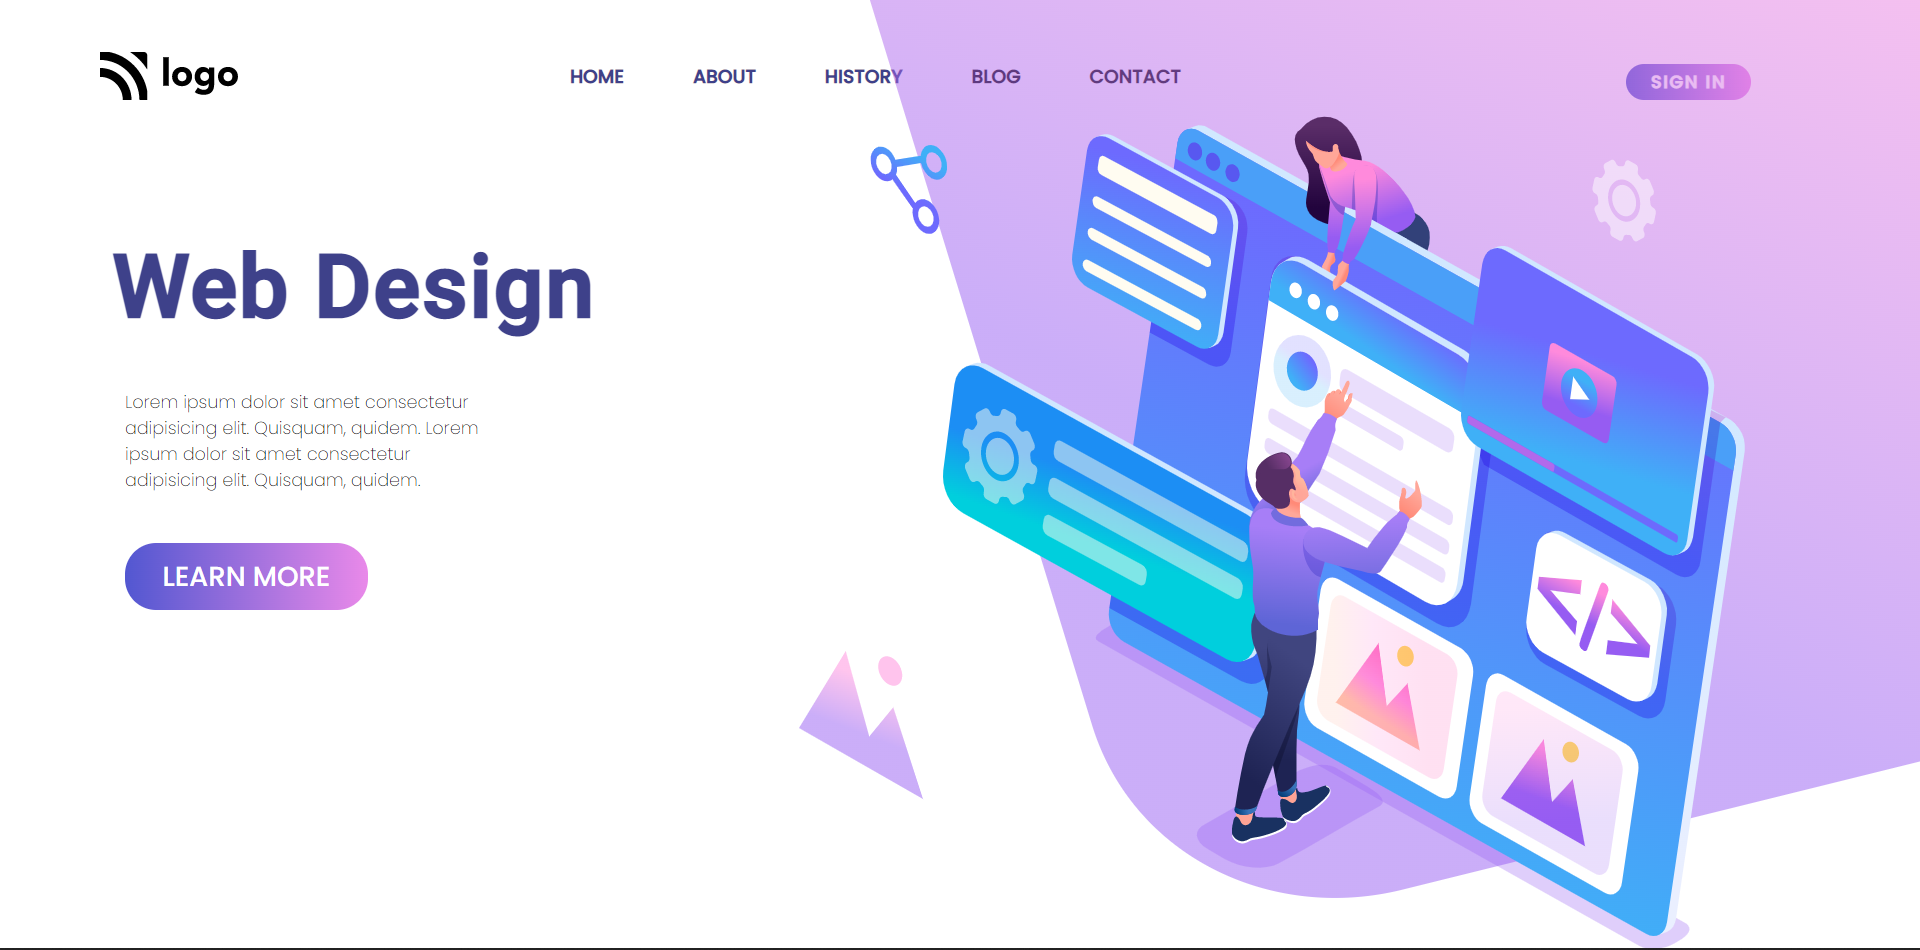 logo
HOME ABOUT HISTORY BLOG CONTACT
SIGN IN
Web Design
Lorem ipsum dolor sit amet consectetur
adipisicing elit. Quisquam, quidem. Lorem
ipsum dolor sit amet consectetur
adipisicing elit. Quisquam, quidem.
LEARN MORE